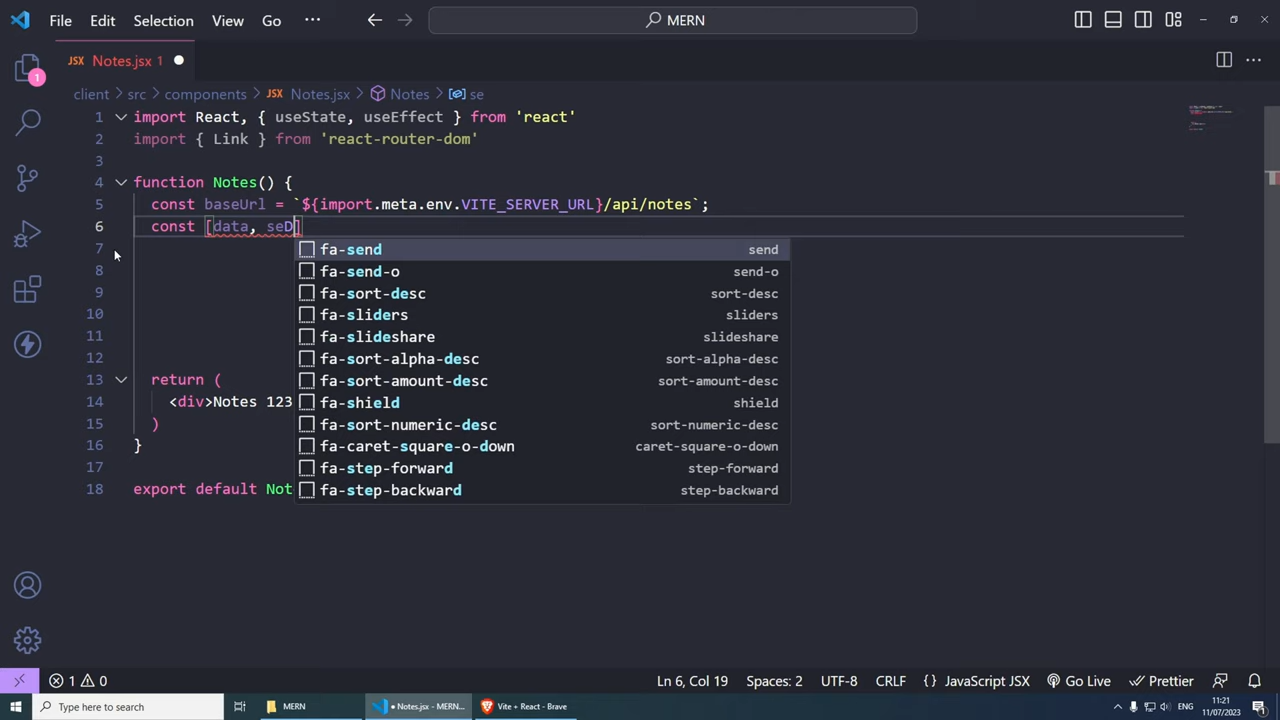 File Edit Selection View Go ··· MERN
JSX Notes.jsx 1
client > src > components > JSX Notes.jsx > Notes > se
1 import React, { useState, useEffect } from 'react'
2 import { Link } from 'react-router-dom'
3
4 function Notes() {
5 const baseUrl = `${import.meta.env.VITE_SERVER_URL}/api/notes`;
6 const [data, seD]
7 fa-send send
8 fa-send-o send-o
9 fa-sort-desc sort-desc
10 fa-sliders sliders
11 fa-slideshare slideshare
12 fa-sort-alpha-desc sort-alpha-desc
13 return ( fa-sort-amount-desc sort-amount-desc
14 <div>Notes 123 fa-shield shield
15 ) fa-sort-numeric-desc sort-numeric-desc
16 } fa-caret-square-o-down caret-square-o-down
17 fa-step-forward step-forward
18 export default Not fa-step-backward step-backward
1
1 0 Ln 6, Col 19 Spaces: 2 UTF-8 CRLF {} JavaScript JSX Go Live Prettier
Type here to search MERN Notes.jsx - MERN... Vite + React - Brave 11:21
11/07/2023